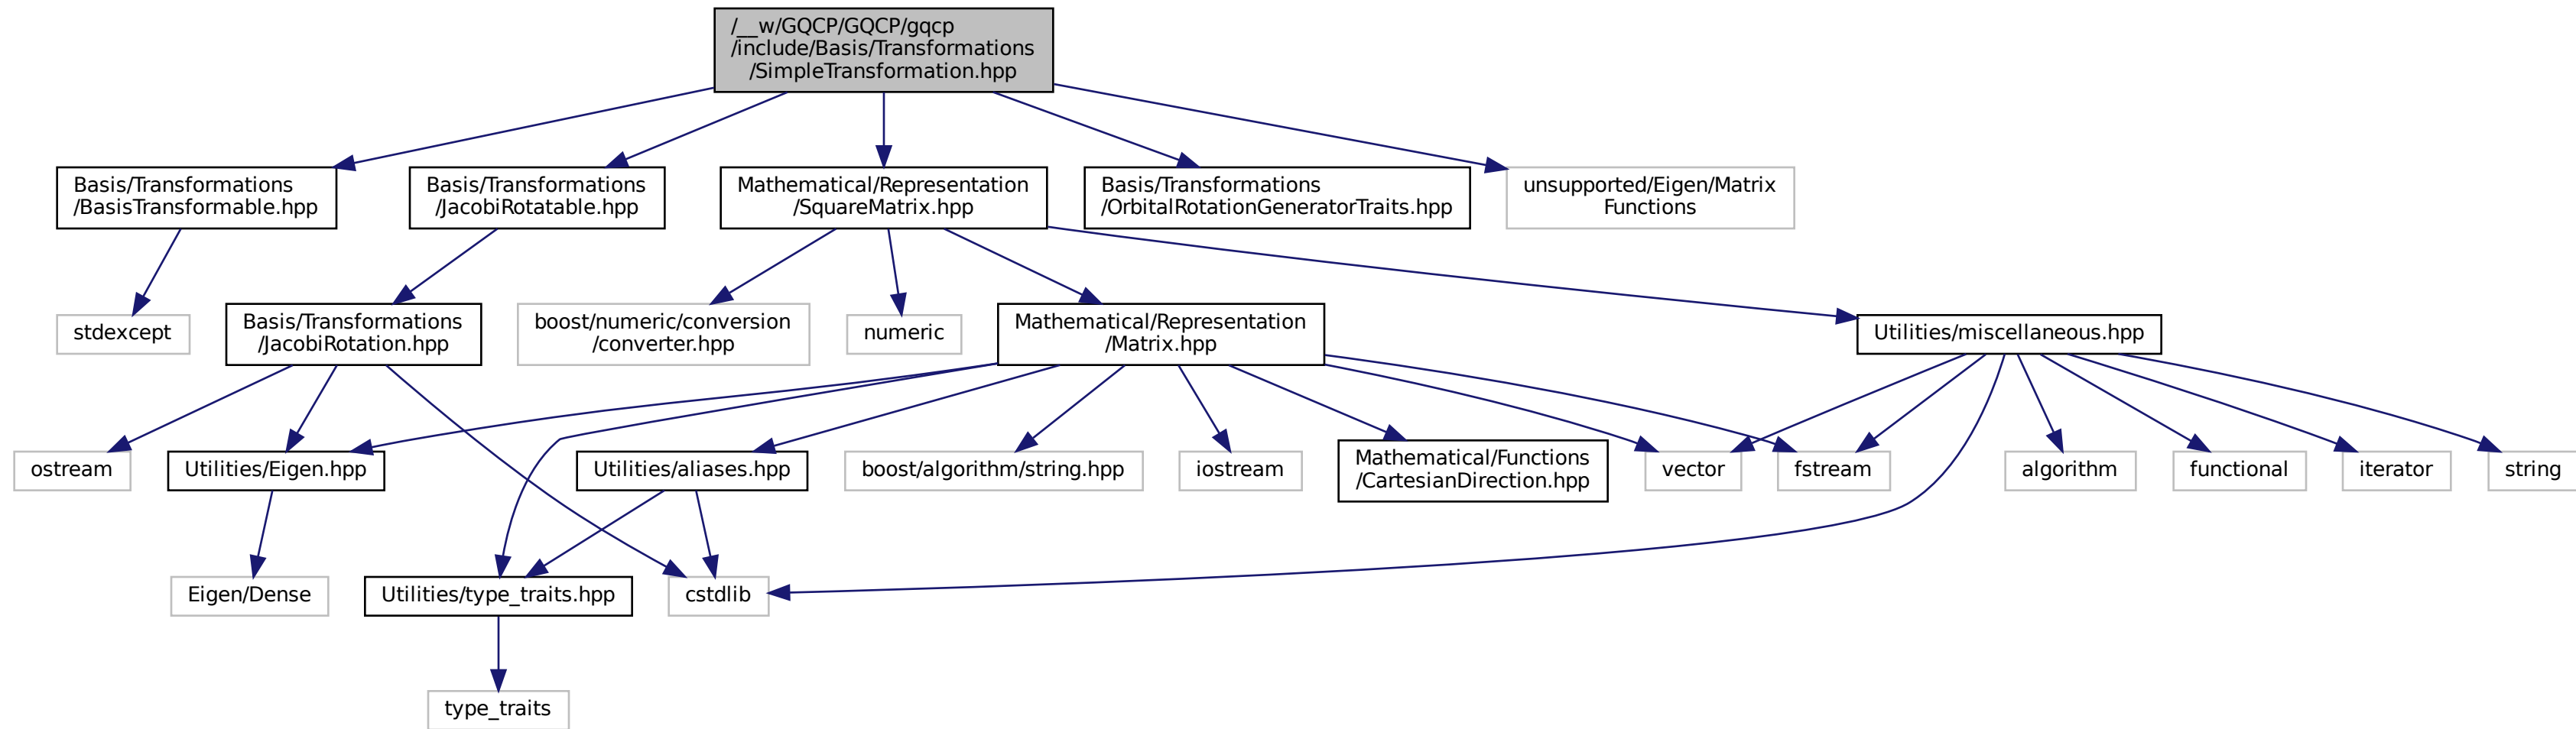 /__w/GQCP/GQCP/gqcp
/include/Basis/Transformations
/SimpleTransformation.hpp
Basis/Transformations
/BasisTransformable.hpp
Basis/Transformations
/JacobiRotatable.hpp
Mathematical/Representation
/SquareMatrix.hpp
Basis/Transformations
/OrbitalRotationGeneratorTraits.hpp
unsupported/Eigen/Matrix
Functions
stdexcept
Basis/Transformations
/JacobiRotation.hpp
boost/numeric/conversion
/converter.hpp
numeric
Mathematical/Representation
/Matrix.hpp
Utilities/miscellaneous.hpp
ostream
Utilities/Eigen.hpp
Utilities/aliases.hpp
boost/algorithm/string.hpp
iostream
Mathematical/Functions
/CartesianDirection.hpp
vector
fstream
algorithm
functional
iterator
string
Eigen/Dense
Utilities/type_traits.hpp
cstdlib
type_traits